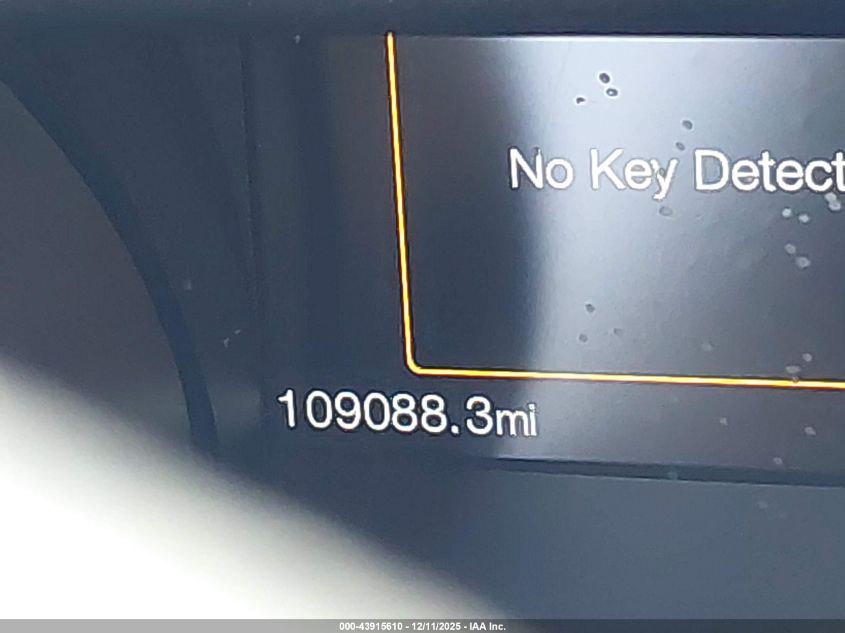 No Key Detect
109088.3mi
000-43915610 - 12/11/2025 - IAA Inc.